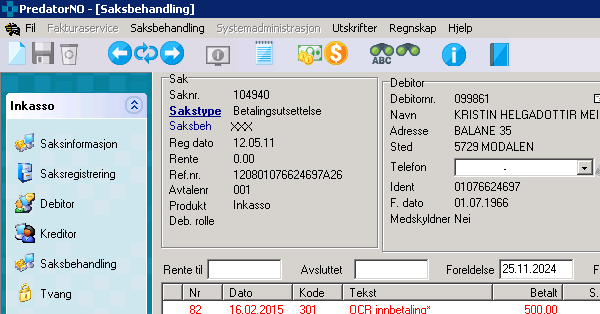 PredatorNO - [Saksbehandling]
Fil Fakturaservice Saksbehandling Systemadministrasjon Utskrifter Regnskap Hjelp
ABC
Inkasso
Saksinformasjon
Saksregistrering
Debitor
Kreditor
Saksbehandling
Tvang
Sak
Saknr. 104940
Sakstype Betalingsutsettelse
Saksbeh XXX
Reg dato 12.05.11
Rente 0.00
Ref.nr. 120801076624697A26
Avtalenr 001
Produkt Inkasso
Deb. rolle
Debitor
Debitornr. 099861
Navn KRISTIN HELGADOTTIR MEI
Adresse BALANE 35
Sted 5729 MODALEN
Telefon -
Ident 01076624697
F. dato 01.07.1966
Medskyldner Nei
Rente til Avsluttet Foreldelse 25.11.2024 F
Nr Dato Kode Tekst Betalt S.
82 16.02.2015 301 OCR innbetaling* 500.00